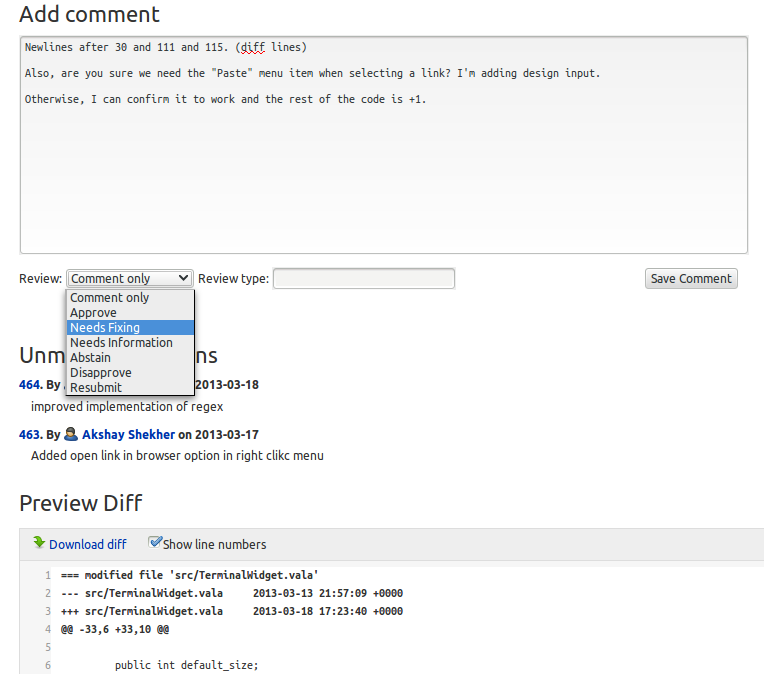 Add comment
Newlines after 30 and 111 and 115. (diff lines)
Also, are you sure we need the "Paste" menu item when selecting a link? I'm adding design input.
Otherwise, I can confirm it to work and the rest of the code is +1.
Review: Comment only Review type: Save Comment
Comment only
Approve
Needs Fixing
Needs Information
Abstain
Disapprove
Resubmit
464. By 2013-03-18
improved implementation of regex
463. By Akshay Shekher on 2013-03-17
Added open link in browser option in right clikc menu
Preview Diff
Download diff Show line numbers
1 === modified file 'src/TerminalWidget.vala'
2 --- src/TerminalWidget.vala 2013-03-13 21:57:09 +0000
3 +++ src/TerminalWidget.vala 2013-03-18 17:23:40 +0000
4 @@ -33,6 +33,10 @@
5
6 public int default_size;